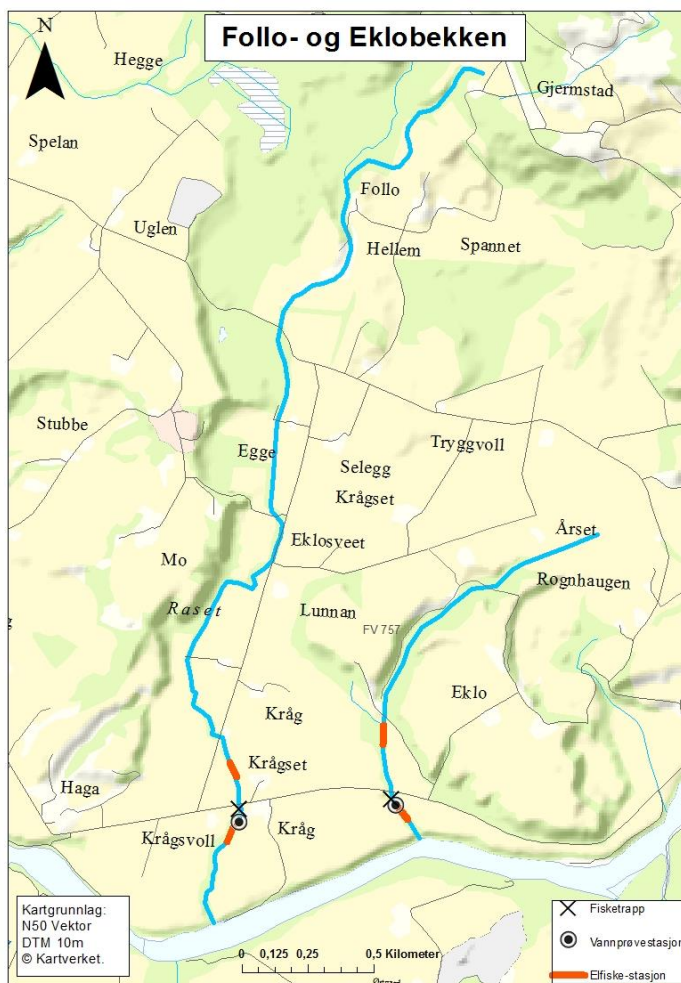 Follo- og Eklobekken
N
Hegge
Gjermstad
Spelan
Follo
Uglen
Hellem
Spannet
Stubbe
Egge
Tryggvoll
Selegg
Krågset
Årset
Eklosveet
Mo
Rognhaugen
Raset
Lunnan
FV 757
Eklo
Kråg
Krågset
Haga
Krågsvoll
Kråg
Kartgrunnlag:
N50 Vektor
DTM 10m
© Kartverket.
0 0,125 0,25 0,5 Kilometer
Fisketrapp
Vannprøvestasjon
Elfiske-stasjon